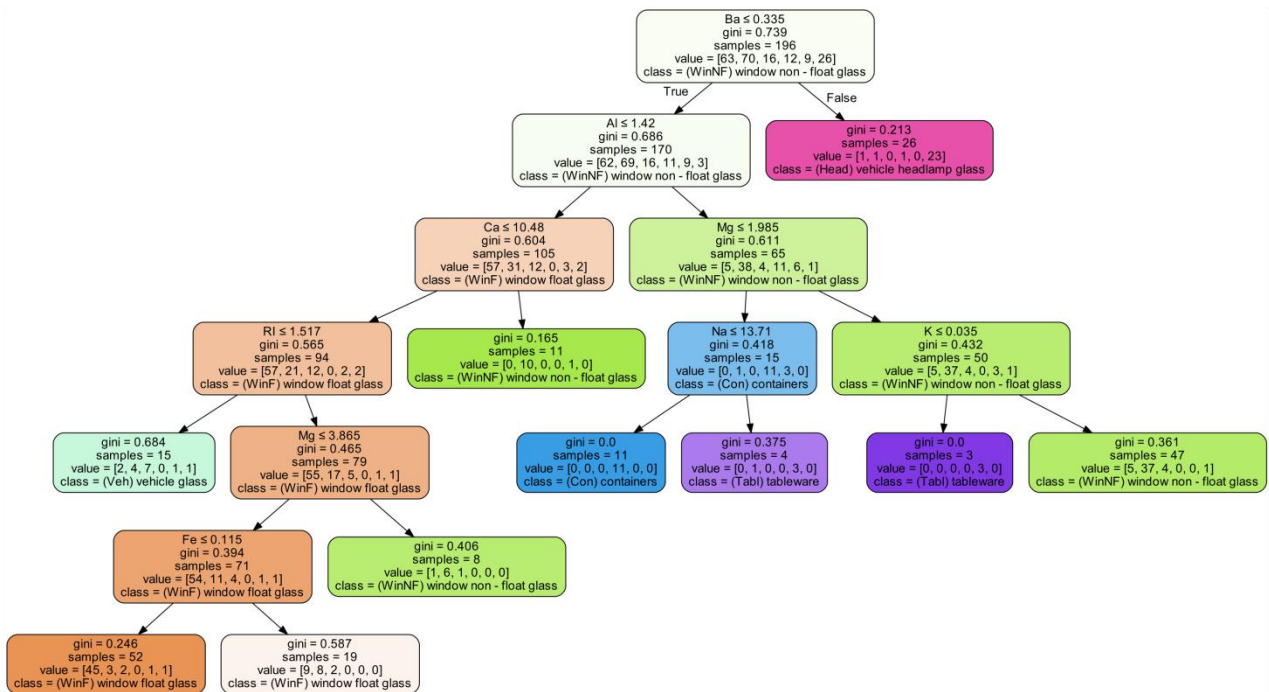 Ba ≤ 0.335
gini = 0.739
samples = 196
value = [63, 70, 16, 12, 9, 26]
class = (WinNF) window non - float glass
True
False
Al ≤ 1.42
gini = 0.686
samples = 170
value = [62, 69, 16, 11, 9, 3]
class = (WinNF) window non - float glass
gini = 0.213
samples = 26
value = [1, 1, 0, 1, 0, 23]
class = (Head) vehicle headlamp glass
Ca ≤ 10.48
gini = 0.604
samples = 105
value = [57, 31, 12, 0, 3, 2]
class = (WinF) window float glass
Mg ≤ 1.985
gini = 0.611
samples = 65
value = [5, 38, 4, 11, 6, 1]
class = (WinNF) window non - float glass
RI ≤ 1.517
gini = 0.565
samples = 94
value = [57, 21, 12, 0, 2, 2]
class = (WinF) window float glass
gini = 0.165
samples = 11
value = [0, 10, 0, 0, 1, 0]
class = (WinNF) window non - float glass
Na ≤ 13.71
gini = 0.418
samples = 15
value = [0, 1, 0, 11, 3, 0]
class = (Con) containers
K ≤ 0.035
gini = 0.432
samples = 50
value = [5, 37, 4, 0, 3, 1]
class = (WinNF) window non - float glass
gini = 0.684
samples = 15
value = [2, 4, 7, 0, 1, 1]
class = (Veh) vehicle glass
Mg ≤ 3.865
gini = 0.465
samples = 79
value = [55, 17, 5, 0, 1, 1]
class = (WinF) window float glass
gini = 0.0
samples = 11
value = [0, 0, 0, 11, 0, 0]
class = (Con) containers
gini = 0.375
samples = 4
value = [0, 1, 0, 0, 3, 0]
class = (Tabl) tableware
gini = 0.0
samples = 3
value = [0, 0, 0, 0, 3, 0]
class = (Tabl) tableware
gini = 0.361
samples = 47
value = [5, 37, 4, 0, 0, 1]
class = (WinNF) window non - float glass
Fe ≤ 0.115
gini = 0.394
samples = 71
value = [54, 11, 4, 0, 1, 1]
class = (WinF) window float glass
gini = 0.406
samples = 8
value = [1, 6, 1, 0, 0, 0]
class = (WinNF) window non - float glass
gini = 0.246
samples = 52
value = [45, 3, 2, 0, 1, 1]
class = (WinF) window float glass
gini = 0.587
samples = 19
value = [9, 8, 2, 0, 0, 0]
class = (WinF) window float glass